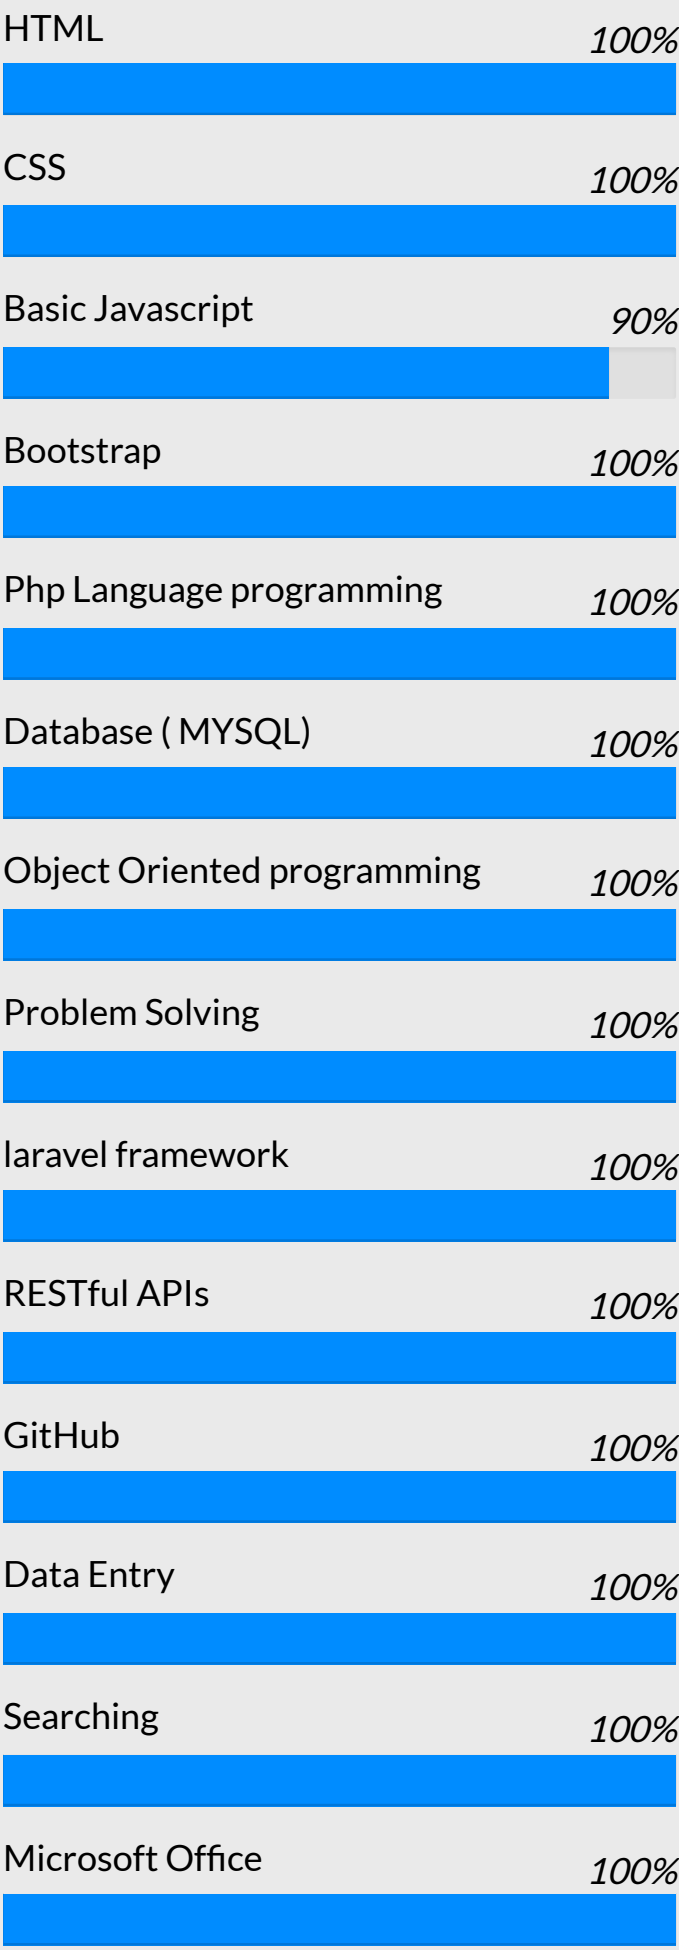 HTML 100%
CSS 100%
Basic Javascript 90%
Bootstrap 100%
Php Language programming 100%
Database ( MYSQL) 100%
Object Oriented programming 100%
Problem Solving 100%
laravel framework 100%
RESTful APIs 100%
GitHub 100%
Data Entry 100%
Searching 100%
Microsoft Office 100%